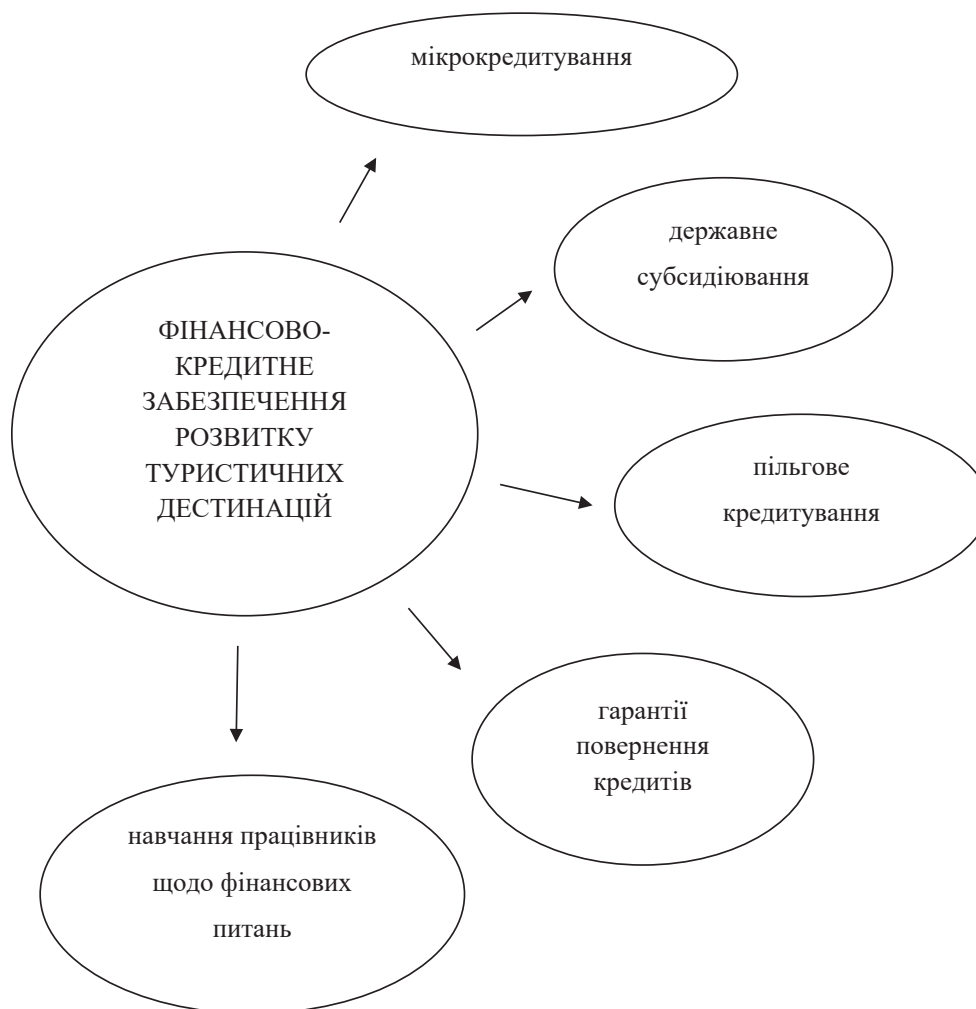 мікрокредитування
державне
субсидіювання
ФІНАНСОВО-
КРЕДИТНЕ
ЗАБЕЗПЕЧЕННЯ
РОЗВИТКУ
ТУРИСТИЧНИХ
ДЕСТИНАЦІЙ
пільгове
кредитування
гарантії
повернення
кредитів
навчання працівників
щодо фінансових
питань